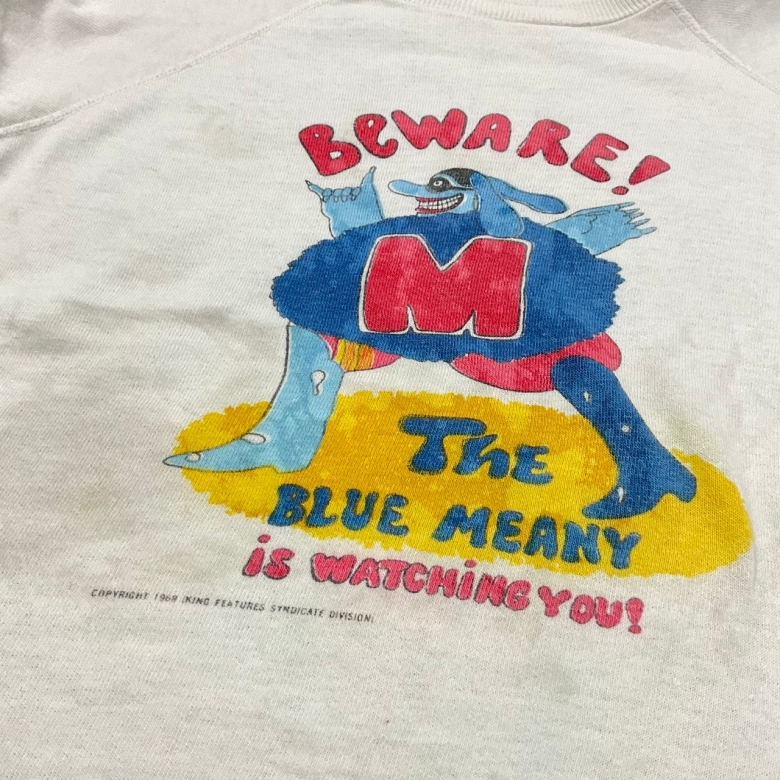 BeWARE!
M
THE
BLUE MEANY
iS WATCHiNG YOU!
COPYRIGHT 1968 (KING FEATURES SYNDICATE DIVISION)